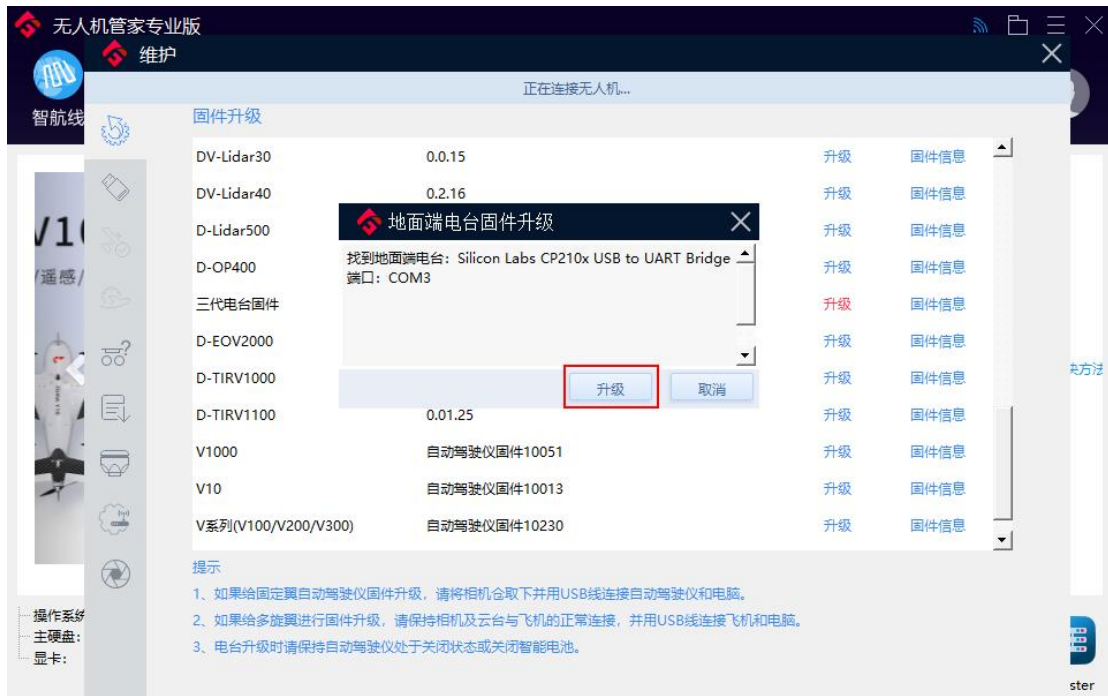 无人机管家专业版
维护
正在连接无人机...
智航线
固件升级
DV-Lidar30 0.0.15 升级 固件信息
DV-Lidar40 0.2.16 升级 固件信息
D-Lidar500 升级 固件信息
D-OP400 升级 固件信息
三代电台固件 升级 固件信息
D-EOV2000 升级 固件信息
D-TIRV1000 升级 固件信息
D-TIRV1100 0.01.25 升级 固件信息
V1000 自动驾驶仪固件10051 升级 固件信息
V10 自动驾驶仪固件10013 升级 固件信息
V系列(V100/V200/V300) 自动驾驶仪固件10230 升级 固件信息
地面端电台固件升级
找到地面端电台：Silicon Labs CP210x USB to UART Bridge
端口：COM3
升级 取消
V10
/遥感/
决方法
提示
1、如果给固定翼自动驾驶仪固件升级，请将相机仓取下并用USB线连接自动驾驶仪和电脑。
2、如果给多旋翼进行固件升级，请保持相机及云台与飞机的正常连接，并用USB线连接飞机和电脑。
3、电台升级时请保持自动驾驶仪处于关闭状态或关闭智能电池。
操作系统
主硬盘:
显卡:
ster